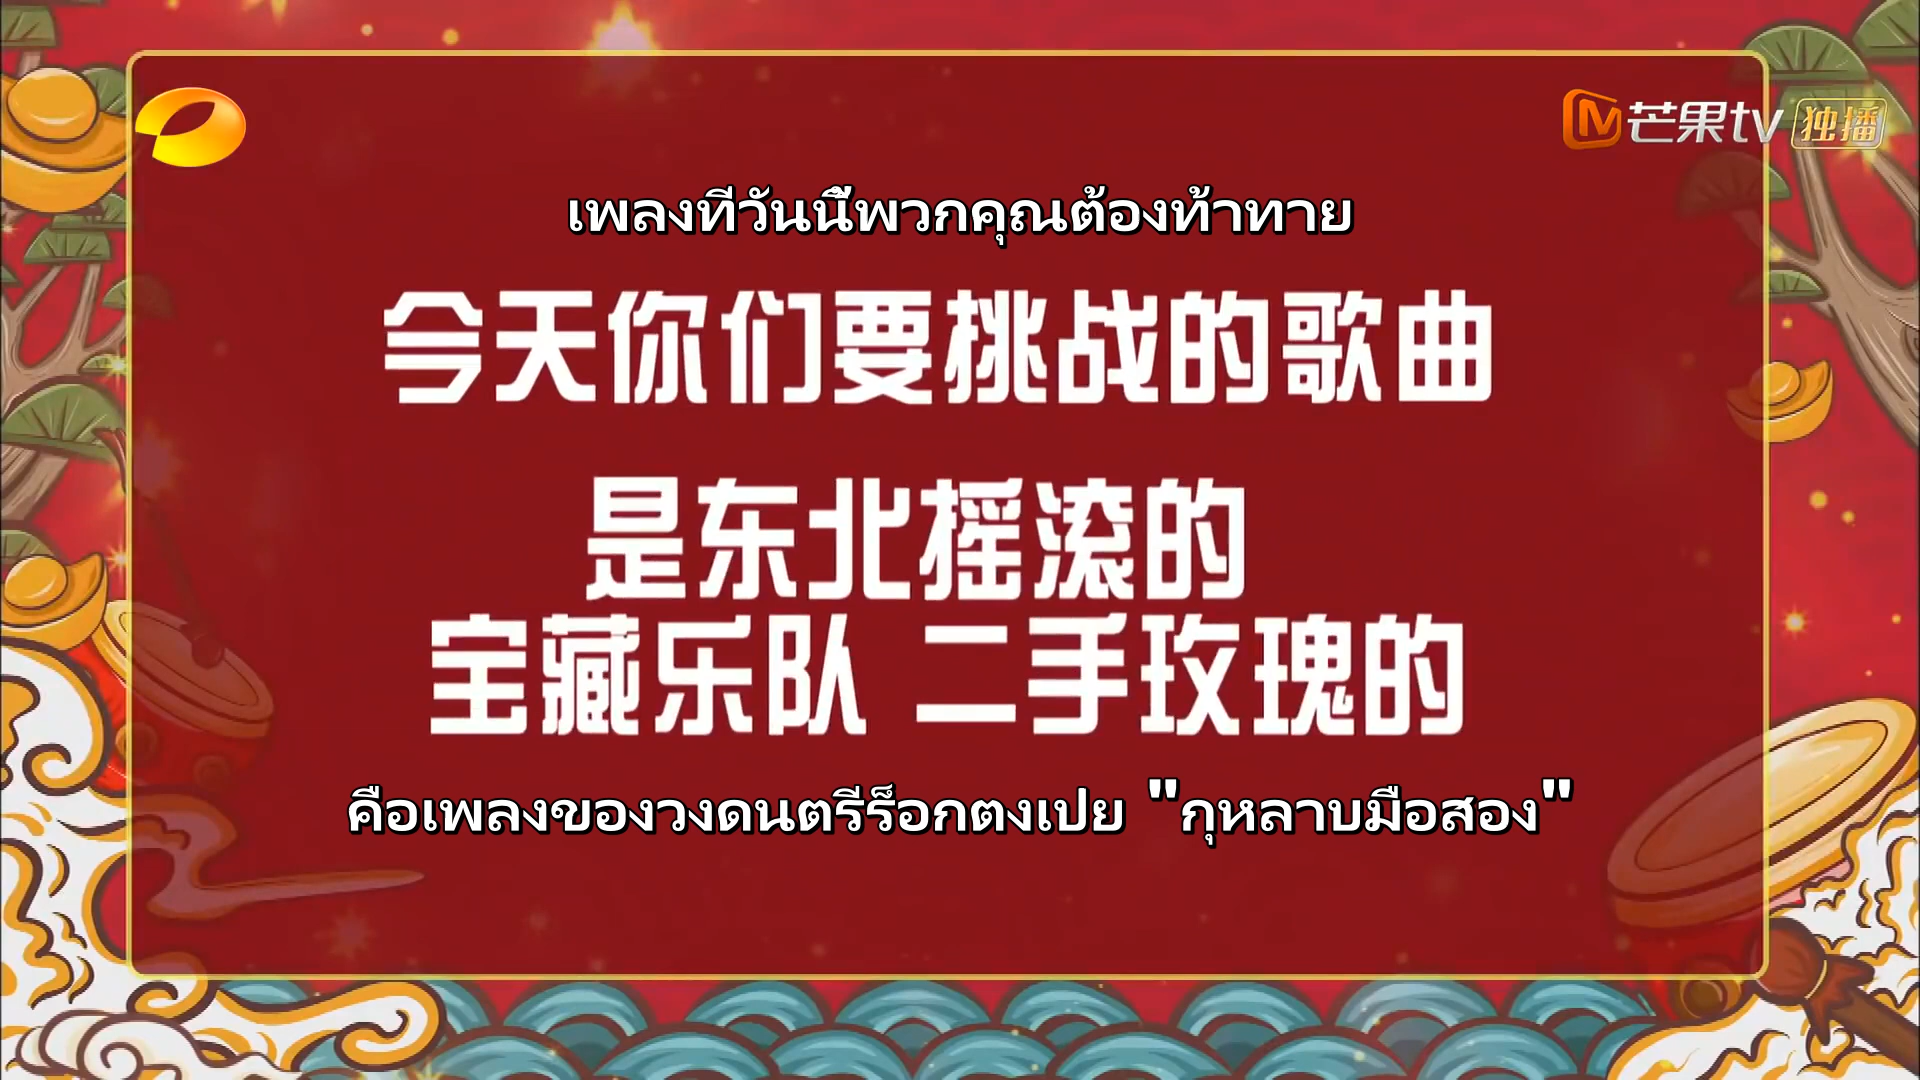 芒果tv 独播
เพลงที่วันนี้พวกคุณต้องท้าทาย
今天你们要挑战的歌曲
是东北摇滚的
宝藏乐队 二手玫瑰的
คือเพลงของวงดนตรีร็อกตงเปย "กุหลาบมือสอง"